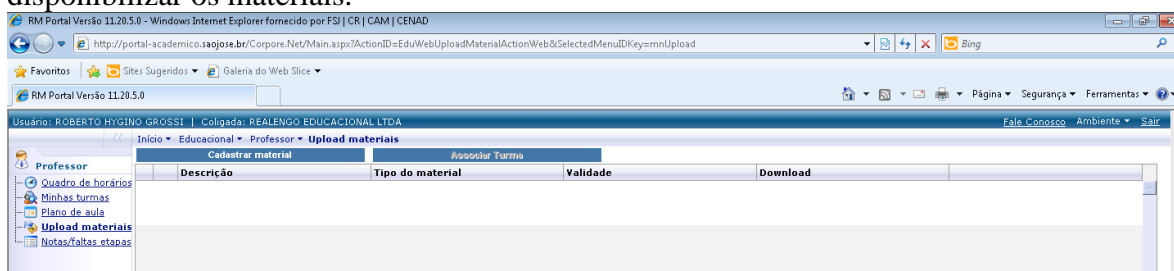 disponibilizar os materiais.
RM Portal Versão 11.20.5.0 - Windows Internet Explorer fornecido por FSJ | CR | CAM | CENAD
http://portal-academico.saojose.br/Corpore.Net/Main.aspx?ActionID=EduWebUploadMaterialActionWeb&SelectedMenuIDKey=mnUpload
Bing
Favoritos Sites Sugeridos Galeria do Web Slice
RM Portal Versão 11.20.5.0 Página Segurança Ferramentas
Usuário: ROBERTO HYGINO GROSSI | Coligada: REALENGO EDUCACIONAL LTDA Fale Conosco Ambiente Sair
Início Educacional Professor Upload materiais
Cadastrar material Associar Turma
Professor
Descrição Tipo do material Validade Download
Quadro de horários
Minhas turmas
Plano de aula
Upload materiais
Notas/faltas etapas